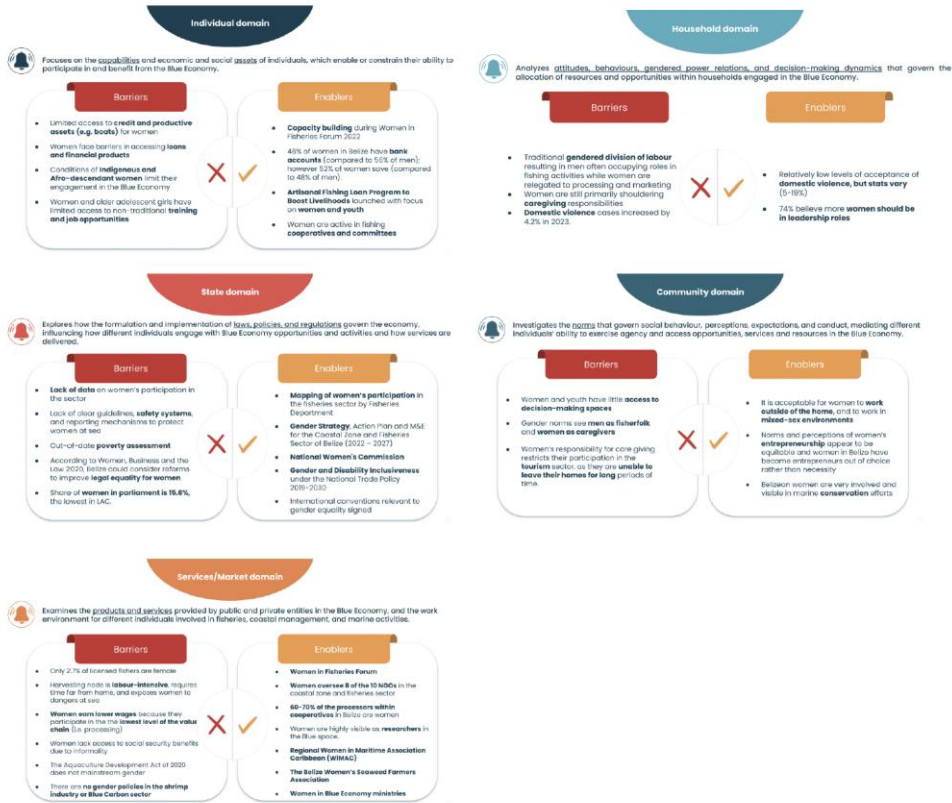 Individual domain
Focuses on the capabilities and economic and social assets of individuals, which enable or constrain their ability to
participate in and benefit from the Blue Economy.
Barriers
Limited access to credit and productive
assets (e.g. boats) for women
Women face barriers in accessing loans
and financial products
Conditions of Indigenous and
Afro-descendant women limit their
engagement in the Blue Economy
Women and older adolescent girls have
limited access to non-traditional training
and job opportunities
Enablers
Capacity building during Women in
Fisheries Forum 2022
46% of women in Belize have bank
accounts (compared to 56% of men);
however 52% of women save (compared
to 48% of men).
Artisanal Fishing Loan Program to
Boost Livelihoods launched with focus
on women and youth
Women are active in fishing
cooperatives and committees
Household domain
Analyzes attitudes, behaviours, gendered power relations, and decision-making dynamics that govern the
allocation of resources and opportunities within households engaged in the Blue Economy.
Barriers
Traditional gendered division of labour
resulting in men often occupying roles in
fishing activities while women are
relegated to processing and marketing
Women are still primarily shouldering
caregiving responsibilities
Domestic violence cases increased by
4.2% in 2023.
Enablers
Relatively low levels of acceptance of
domestic violence, but stats vary
(5-19%)
74% believe more women should be
in leadership roles
State domain
Explores how the formulation and implementation of laws, policies, and regulations govern the economy,
influencing how different individuals engage with Blue Economy opportunities and activities and how services are
delivered.
Barriers
Lack of data on women's participation in
the sector
Lack of clear guidelines, safety systems,
and reporting mechanisms to protect
women at sea
Out-of-date poverty assessment
According to Women, Business and the
Law 2020, Belize could consider reforms
to improve legal equality for women
Share of women in parliament is 15.6%,
the lowest in LAC.
Enablers
Mapping of women's participation in
the fisheries sector by Fisheries
Department
Gender Strategy, Action Plan and M&E
for the Coastal Zone and Fisheries
Sector of Belize (2022 – 2027)
National Women's Commission
Gender and Disability Inclusiveness
under the National Trade Policy
2019-2030
International conventions relevant to
gender equality signed
Community domain
Investigates the norms that govern social behaviour, perceptions, expectations, and conduct, mediating different
individuals' ability to exercise agency and access opportunities, services and resources in the Blue Economy.
Barriers
Women and youth have little access to
decision-making spaces
Gender norms see men as fisherfolk
and women as caregivers
Women's responsibility for care giving
restricts their participation in the
tourism sector, as they are unable to
leave their homes for long periods of
time.
Enablers
It is acceptable for women to work
outside of the home, and to work in
mixed-sex environments
Norms and perceptions of women's
entrepreneurship appear to be
equitable and women in Belize have
become entrepreneurs out of choice
rather than necessity
Belizean women are very involved and
visible in marine conservation efforts
Services/Market domain
Examines the products and services provided by public and private entities in the Blue Economy, and the work
environment for different individuals involved in fisheries, coastal management, and marine activities.
Barriers
Only 2.7% of licensed fishers are female
Harvesting node is labour-intensive, requires
time far from home, and exposes women to
dangers at sea
Women earn lower wages because they
participate in the the lowest level of the value
chain (i.e. processing)
Women lack access to social security benefits
due to informality
The Aquaculture Development Act of 2020
does not mainstream gender
There are no gender policies in the shrimp
industry or Blue Carbon sector
Enablers
Women in Fisheries Forum
Women oversee 8 of the 10 NGOs in the
coastal zone and fisheries sector
60-70% of the processors within
cooperatives in Belize are women
Women are highly visible as researchers in
the Blue space.
Regional Women in Maritime Association
Caribbean (WiMAC)
The Belize Women's Seaweed Farmers
Association
Women in Blue Economy ministries